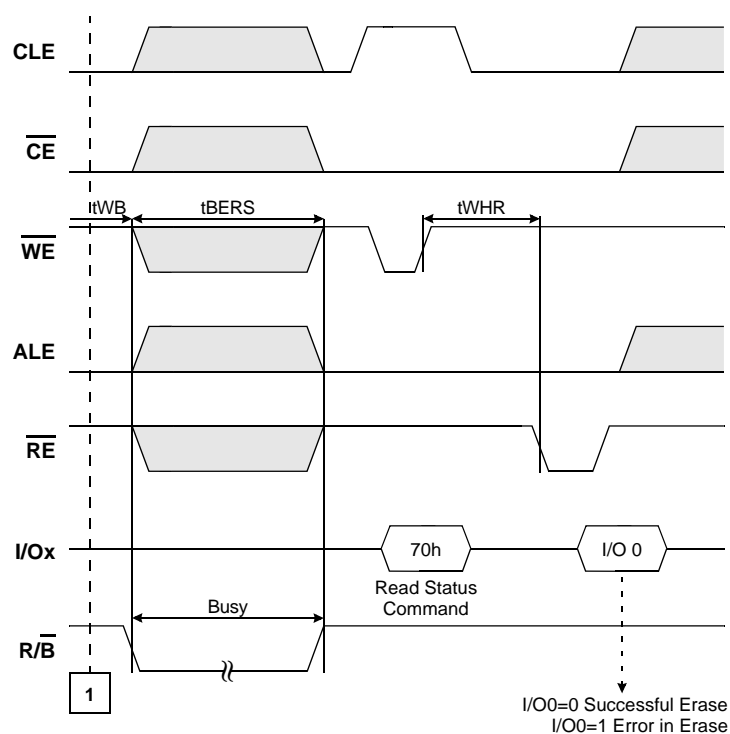 CLE
CE
tWB
tBERS
tWHR
WE
ALE
RE
I/Ox
70h
I/O 0
Read Status
Command
Busy
R/B
1
I/O0=0 Successful Erase
I/O0=1 Error in Erase